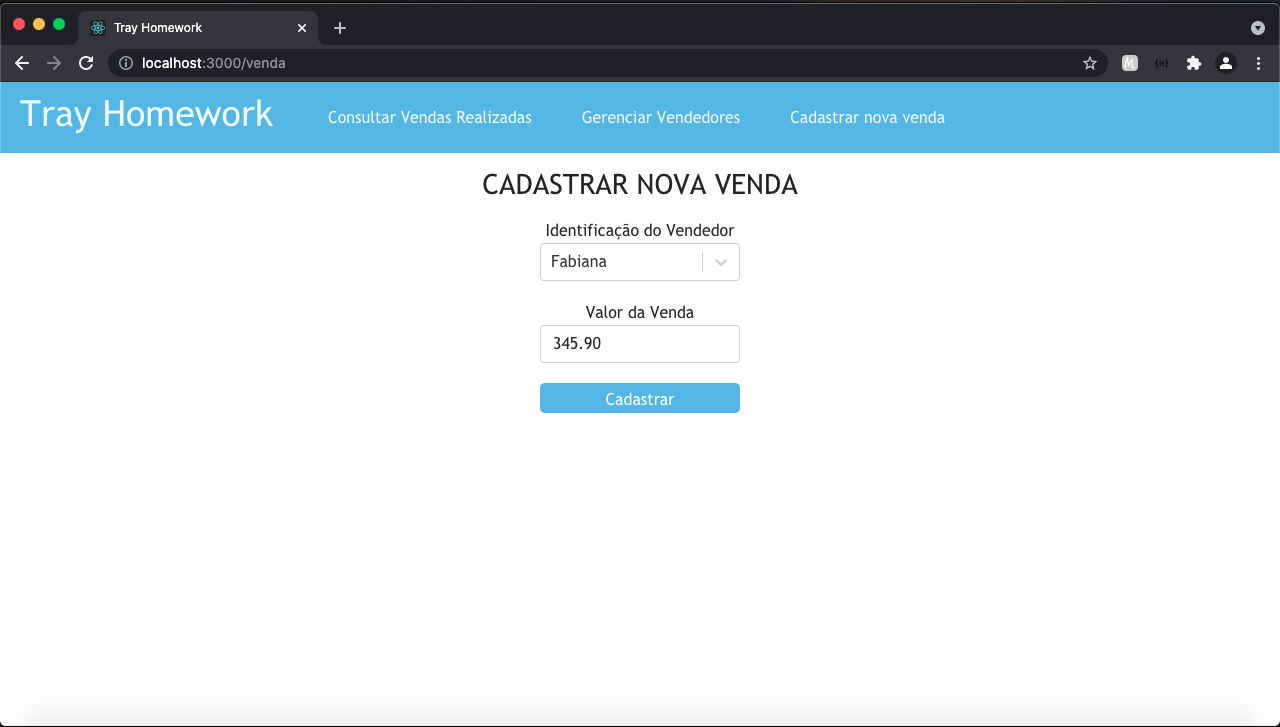 Tray Homework
localhost:3000/venda
Tray Homework
Consultar Vendas Realizadas
Gerenciar Vendedores
Cadastrar nova venda
CADASTRAR NOVA VENDA
Identificação do Vendedor
Fabiana
Valor da Venda
345.90
Cadastrar